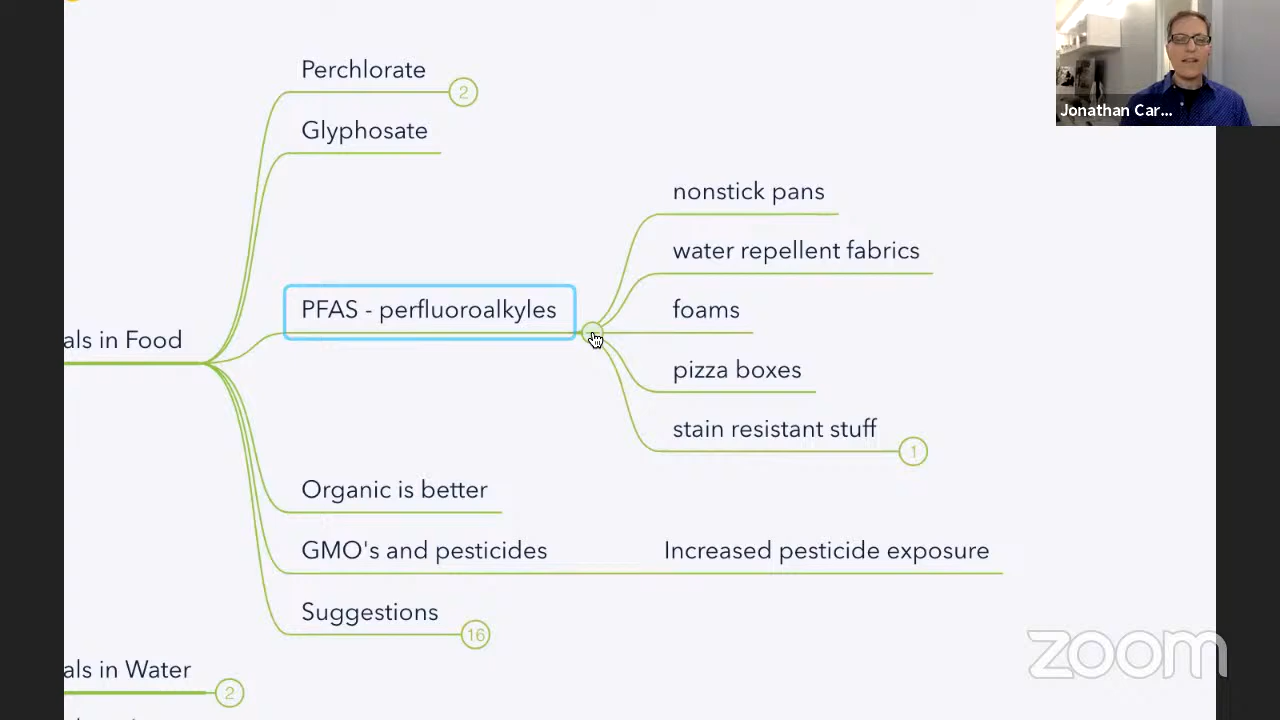 Perchlorate
2
Glyphosate
PFAS - perfluoroalkyles
nonstick pans
water repellent fabrics
foams
pizza boxes
stain resistant stuff
1
als in Food
Organic is better
GMO's and pesticides
Increased pesticide exposure
Suggestions
16
als in Water
2
Jonathan Car...
zoom